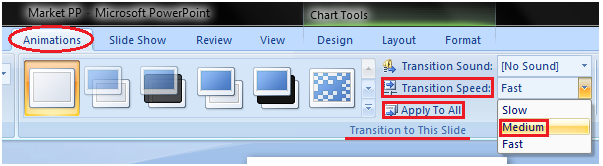 Market PP - Microsoft PowerPoint
Chart Tools
Animations Slide Show Review View Design Layout Format
Transition Sound: [No Sound]
Transition Speed: Fast
Apply To All
Slow
Medium
Fast
Transition to This Slide